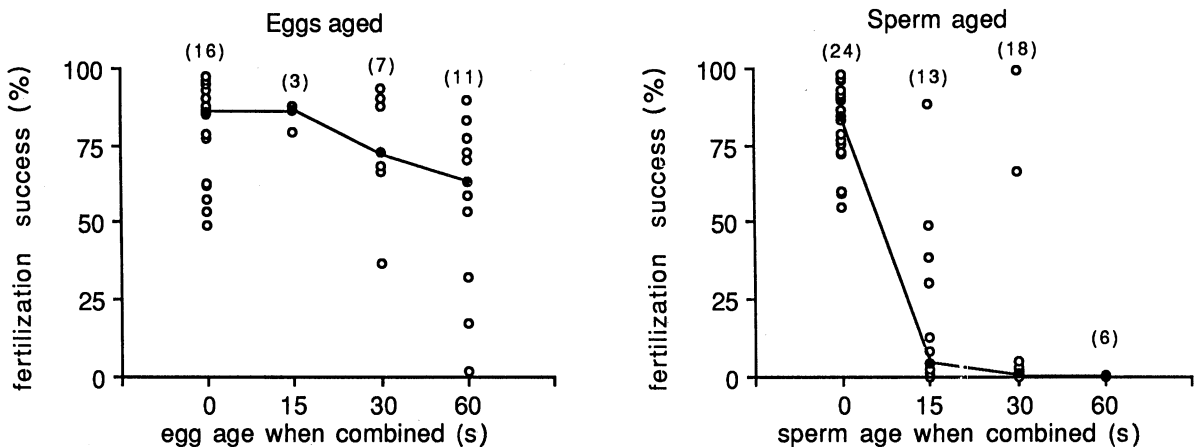 Eggs aged
fertilization success (%)
100
75
50
25
0
(16)
(3)
(7)
(11)
0 15 30 60
egg age when combined (s)
Sperm aged
fertilization success (%)
100
75
50
25
0
(24)
(13)
(18)
(6)
0 15 30 60
sperm age when combined (s)